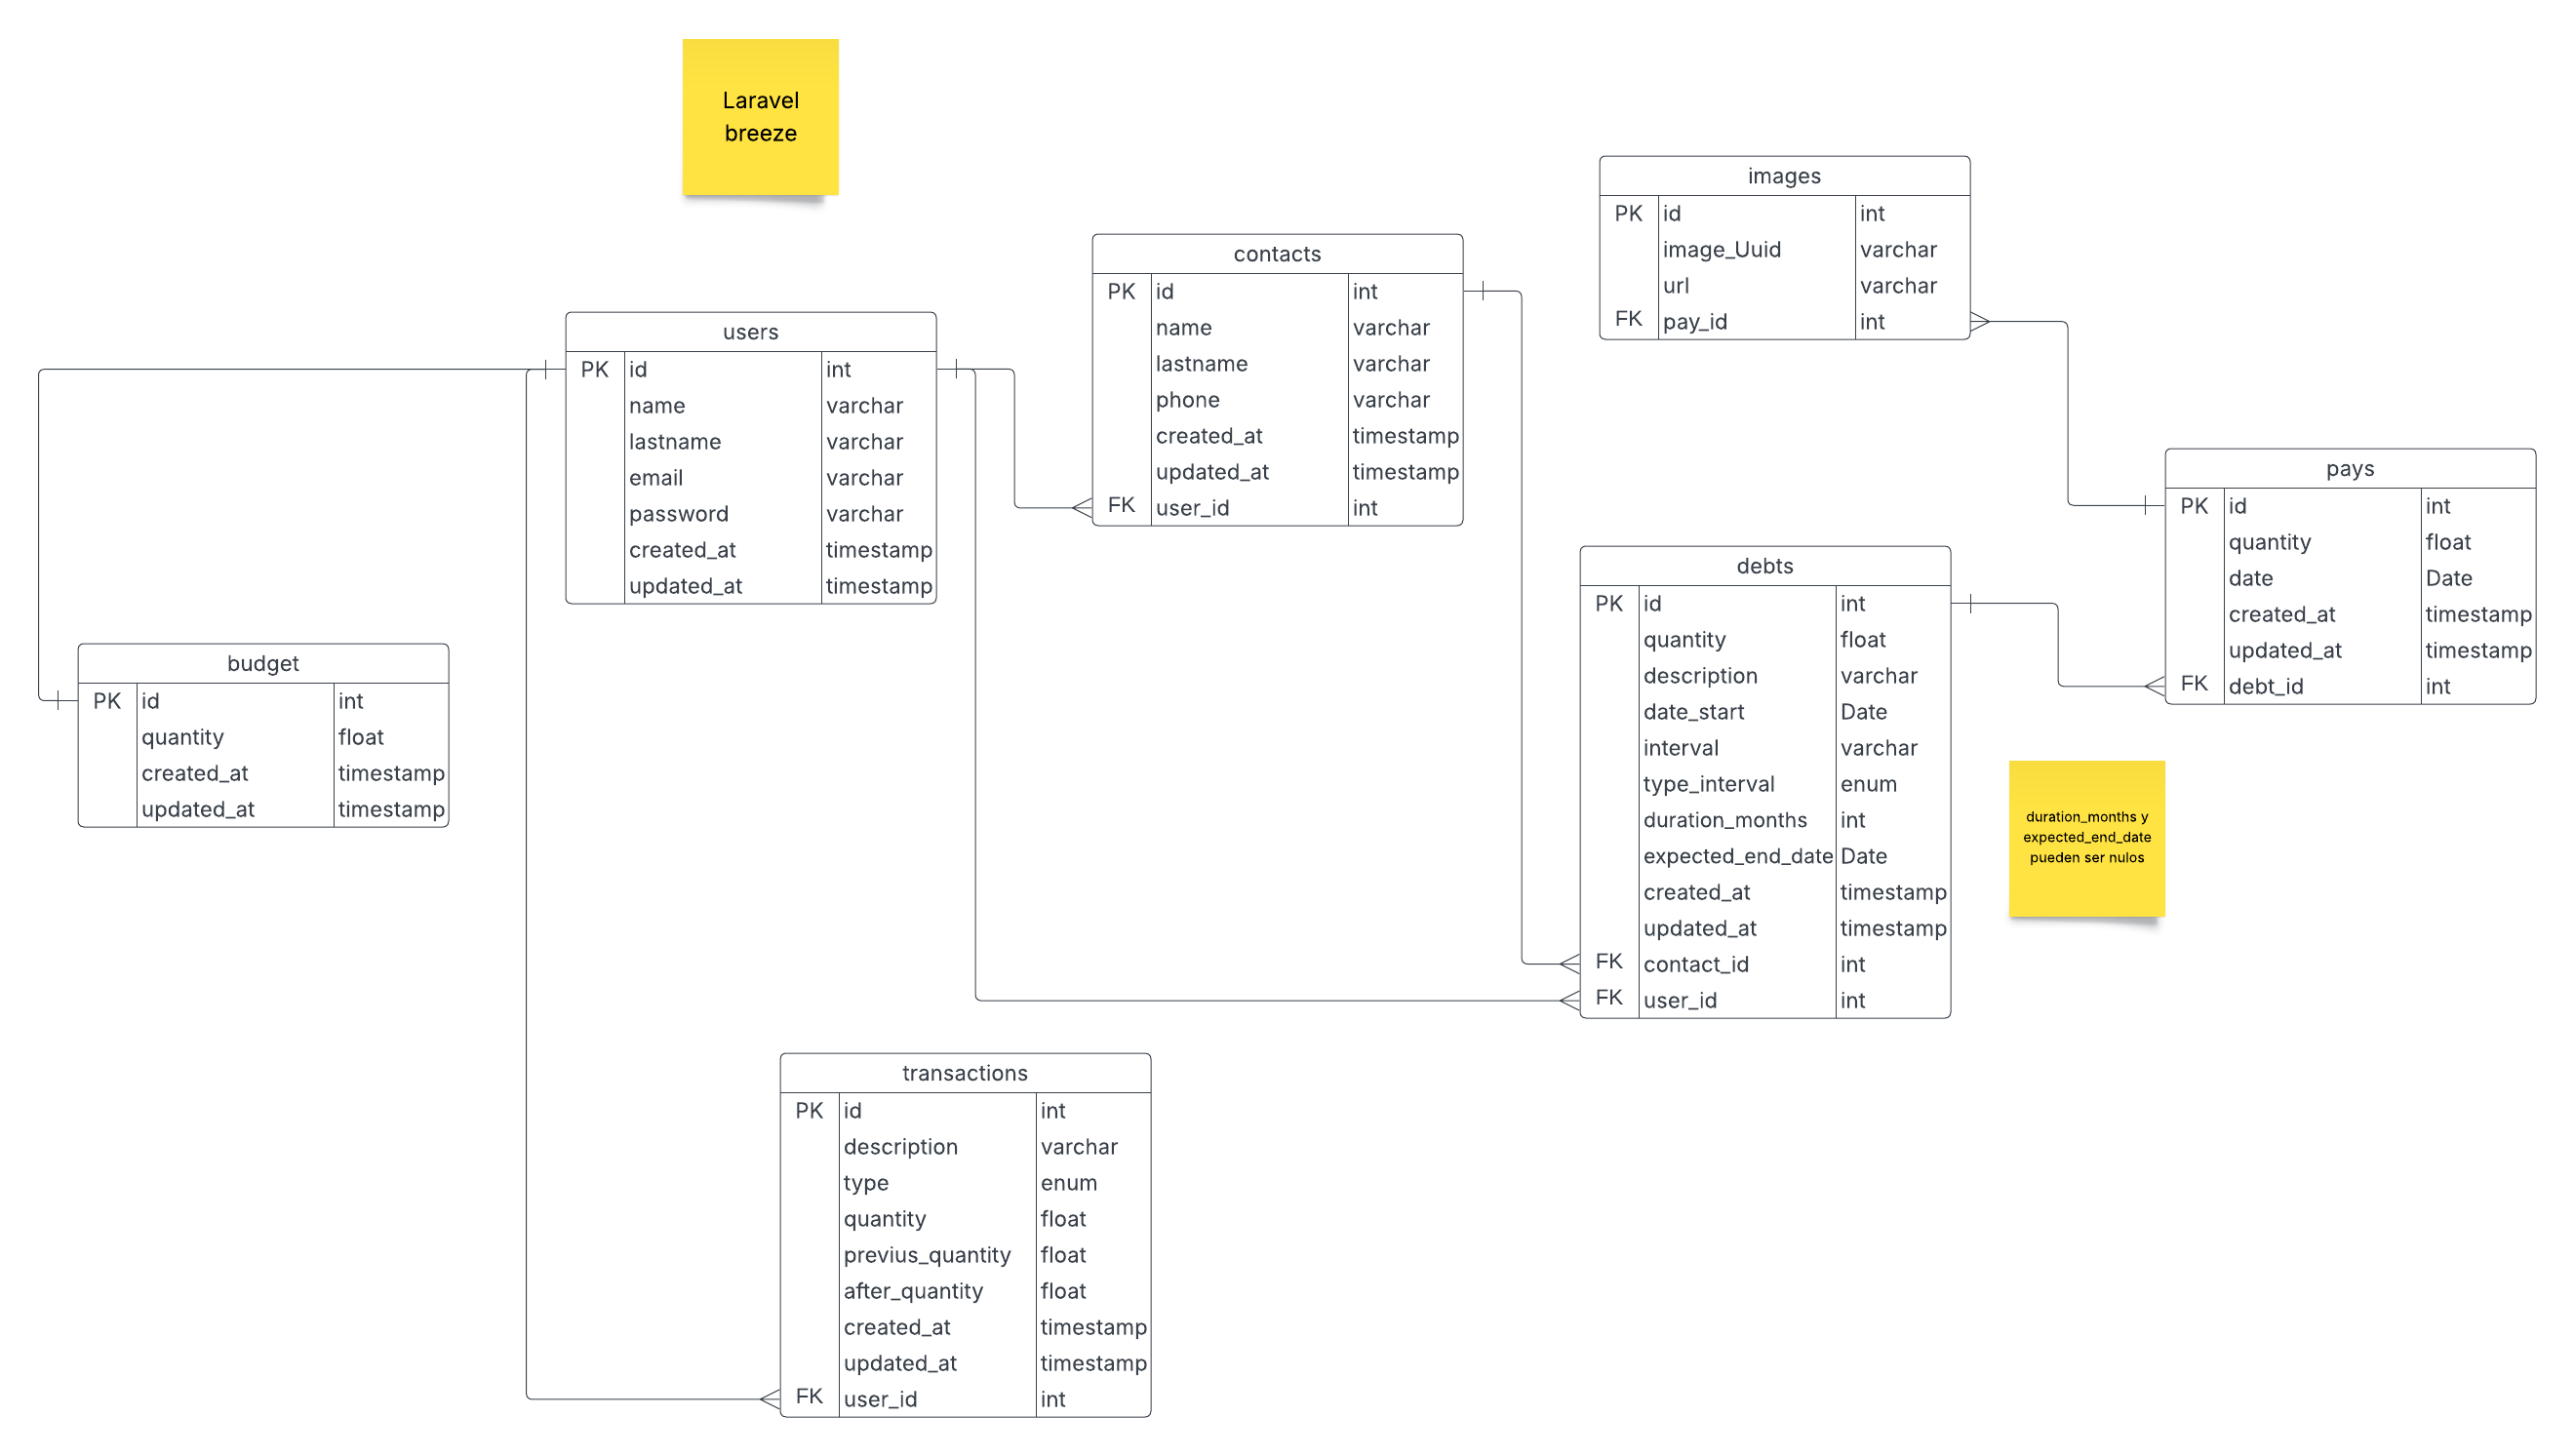 Laravel
breeze
images
PK id int
image_Uuid varchar
url varchar
FK pay_id int
contacts
PK id int
name varchar
lastname varchar
phone varchar
created_at timestamp
updated_at timestamp
FK user_id int
users
PK id int
name varchar
lastname varchar
email varchar
password varchar
created_at timestamp
updated_at timestamp
pays
PK id int
quantity float
date Date
created_at timestamp
updated_at timestamp
FK debt_id int
debts
PK id int
quantity float
description varchar
date_start Date
interval varchar
type_interval enum
duration_months int
expected_end_date Date
created_at timestamp
updated_at timestamp
FK contact_id int
FK user_id int
budget
PK id int
quantity float
created_at timestamp
updated_at timestamp
duration_months y
expected_end_date
pueden ser nulos
transactions
PK id int
description varchar
type enum
quantity float
previus_quantity float
after_quantity float
created_at timestamp
updated_at timestamp
FK user_id int